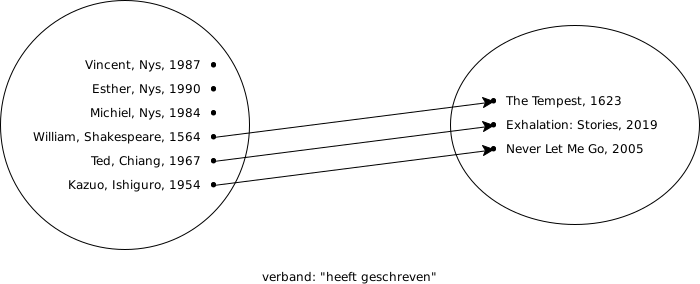 Vincent, Nys, 1987
Esther, Nys, 1990
Michiel, Nys, 1984
William, Shakespeare, 1564
Ted, Chiang, 1967
Kazuo, Ishiguro, 1954
The Tempest, 1623
Exhalation: Stories, 2019
Never Let Me Go, 2005
verband: "heeft geschreven"